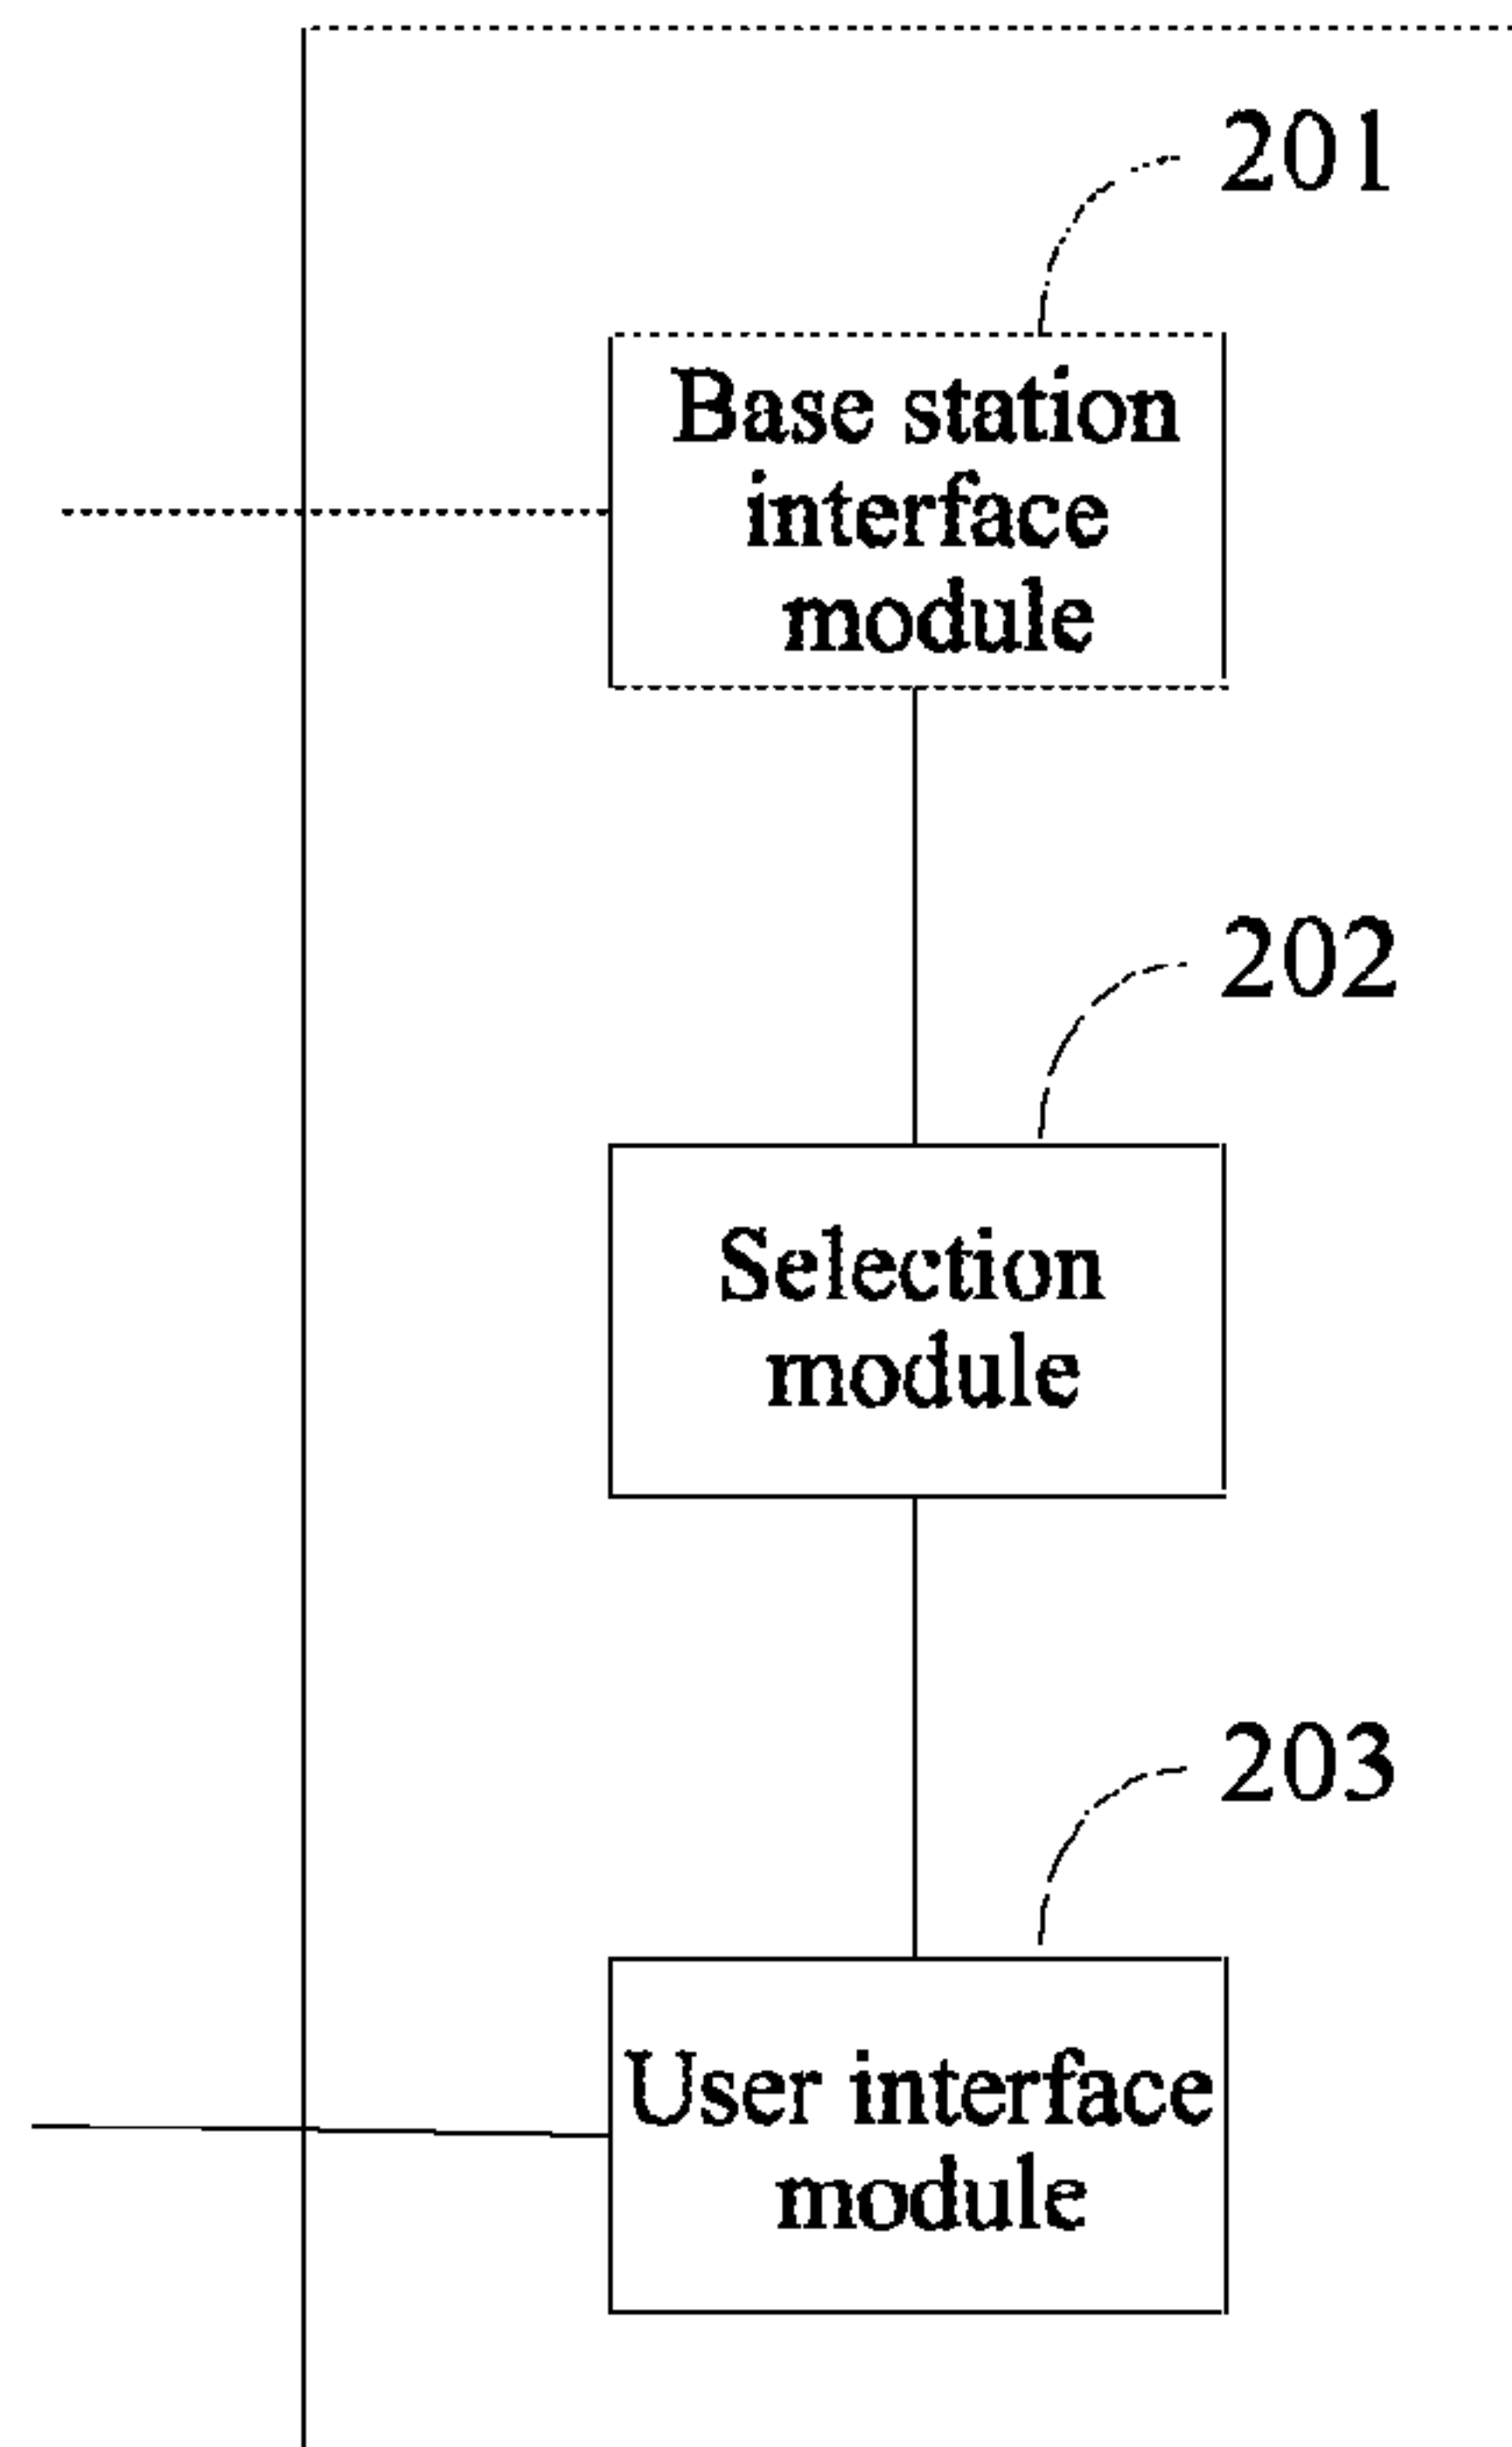 201
Base station
interface
module
202
Selection
module
203
User interface
module